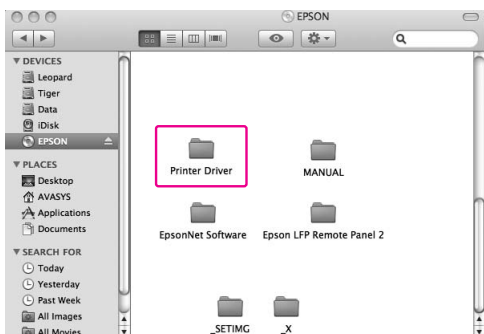 EPSON
DEVICES
Leopard
Tiger
Data
iDisk
EPSON
PLACES
Desktop
AVASYS
Applications
Documents
SEARCH FOR
Today
Yesterday
Past Week
All Images
All Movies
Printer Driver
MANUAL
EpsonNet Software
Epson LFP Remote Panel 2
_SETIMG
_X